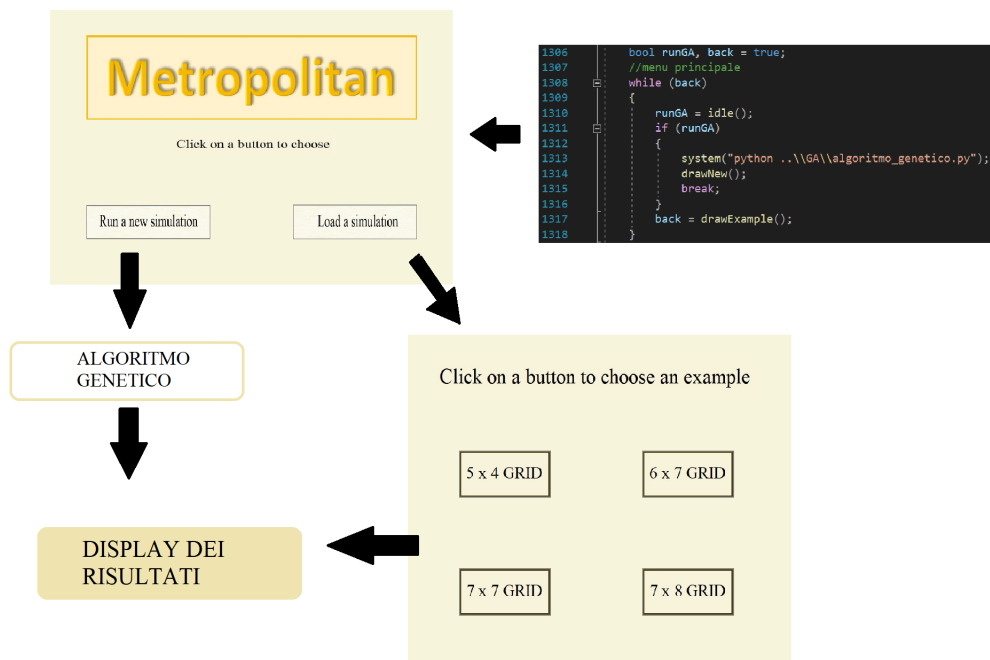 Metropolitan
Click on a button to choose
Run a new simulation
Load a simulation
1306 bool runGA, back = true;
1307 //menu principale
1308 while (back)
1309 {
1310 runGA = idle();
1311 if (runGA)
1312 {
1313 system("python ..\\GA\\algoritmo_genetico.py");
1314 drawNew();
1315 break;
1316 }
1317 back = drawExample();
1318 }
ALGORITMO
GENETICO
Click on a button to choose an example
5 x 4 GRID
6 x 7 GRID
7 x 7 GRID
7 x 8 GRID
DISPLAY DEI
RISULTATI